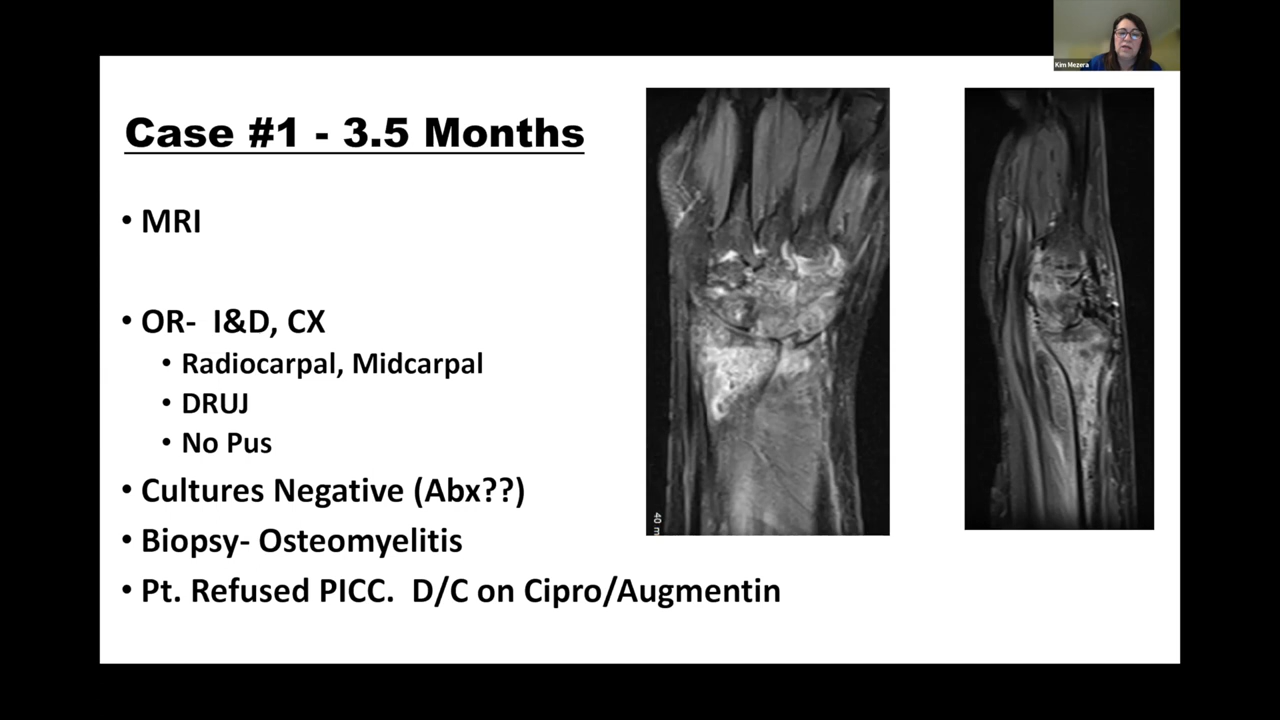 Kim Mezera
Case #1 - 3.5 Months
• MRI
• OR- I&D, CX
• Radiocarpal, Midcarpal
• DRUJ
• No Pus
• Cultures Negative (Abx??)
• Biopsy- Osteomyelitis
• Pt. Refused PICC. D/C on Cipro/Augmentin
40 m